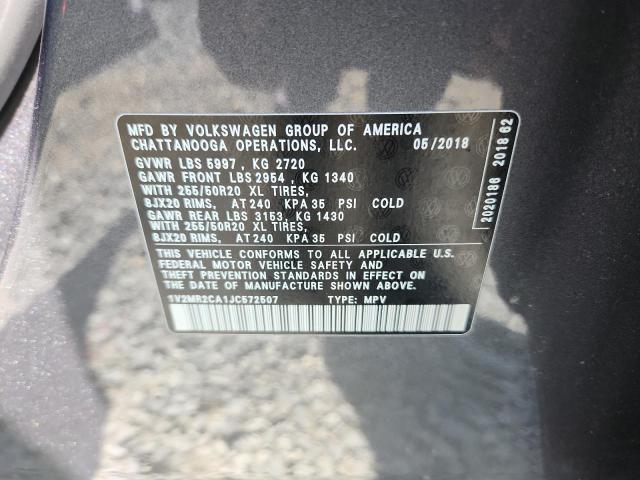 MFD BY VOLKSWAGEN GROUP OF AMERICA
CHATTANOOGA OPERATIONS, LLC. 05/2018
GVWR LBS 5997 , KG 2720
GAWR FRONT LBS 2954 , KG 1340
WITH 255/50R20 XL TIRES,
8JX20 RIMS, AT 240 KPA 35 PSI COLD
GAWR REAR LBS 3153, KG 1430
WITH 255/50R20 XL TIRES,
8JX20 RIMS, AT 240 KPA 35 PSI COLD
THIS VEHICLE CONFORMS TO ALL APPLICABLE U.S.
FEDERAL MOTOR VEHICLE SAFETY AND
THEFT PREVENTION STANDARDS IN EFFECT ON
THE DATE OF MANUFACTURE SHOWN ABOVE.
1V2MR2CA1JC572507 TYPE: MPV
2020186 2018 62